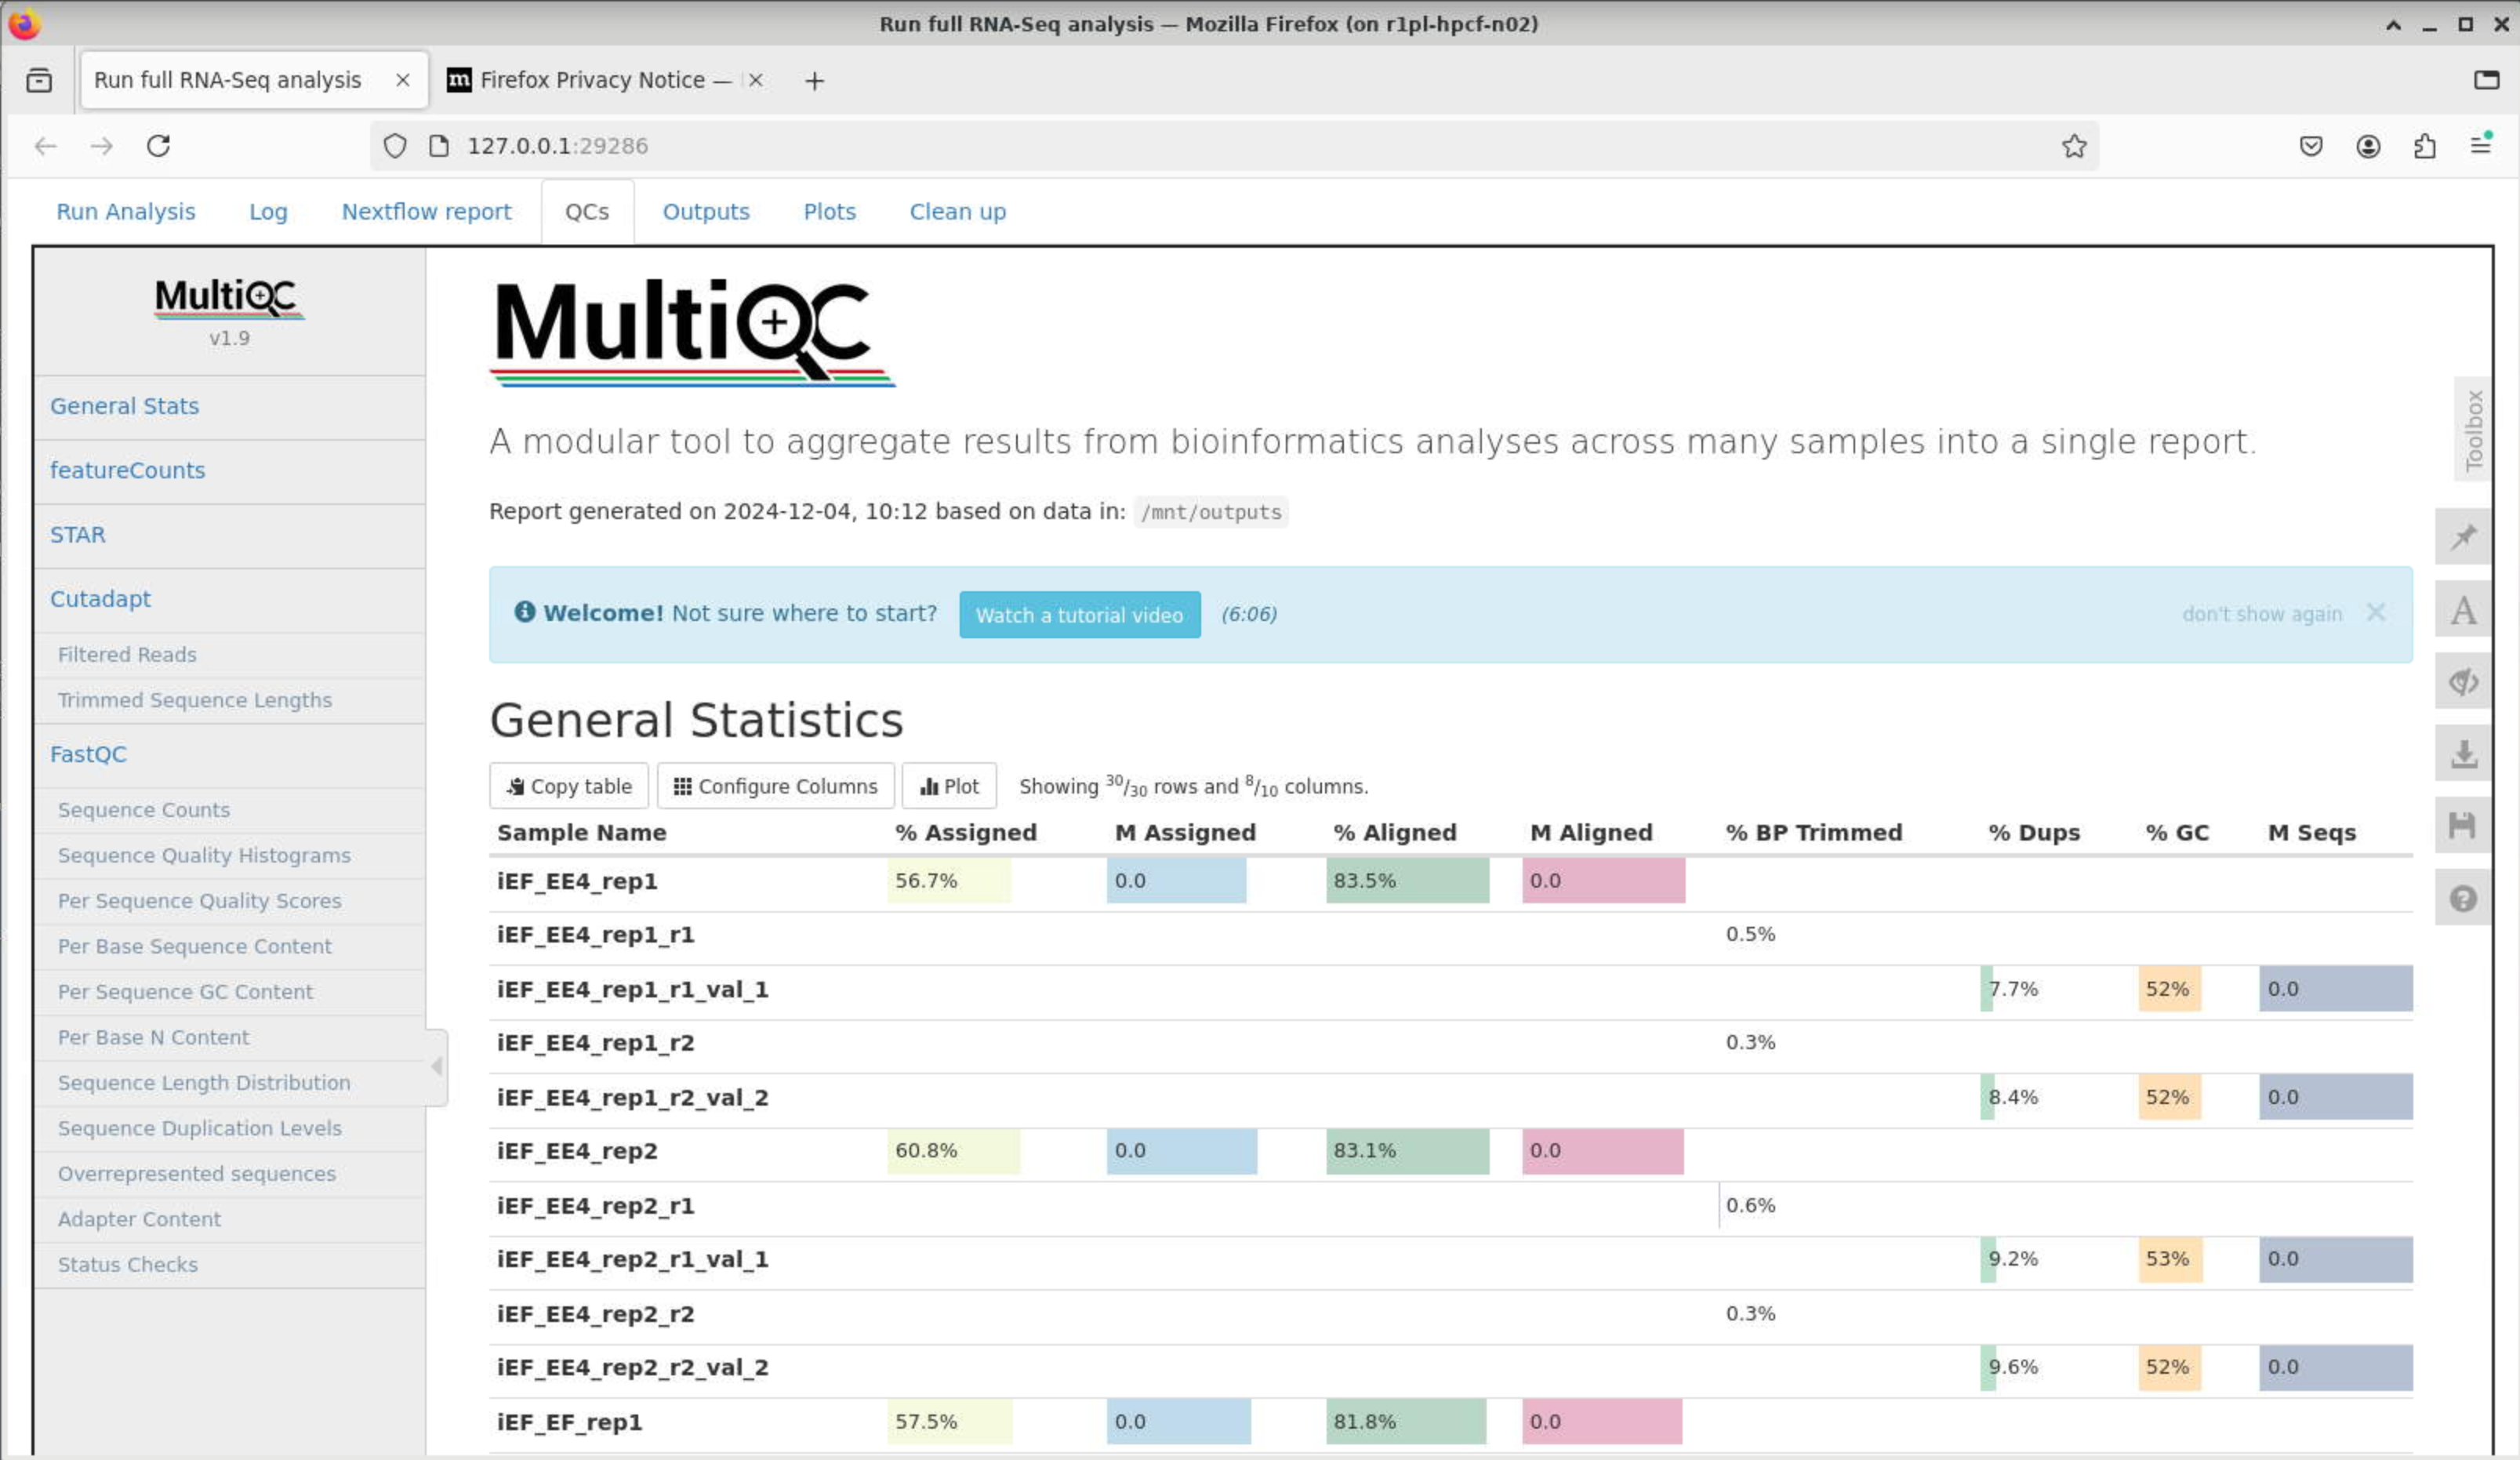 Run full RNA-Seq analysis — Mozilla Firefox (on r1pl-hpcf-n02)
Run full RNA-Seq analysis
Firefox Privacy Notice —
127.0.0.1:29286
Run Analysis Log Nextflow report QCs Outputs Plots Clean up
MultiQC
v1.9
General Stats
featureCounts
STAR
Cutadapt
Filtered Reads
Trimmed Sequence Lengths
FastQC
Sequence Counts
Sequence Quality Histograms
Per Sequence Quality Scores
Per Base Sequence Content
Per Sequence GC Content
Per Base N Content
Sequence Length Distribution
Sequence Duplication Levels
Overrepresented sequences
Adapter Content
Status Checks
MultiQC
A modular tool to aggregate results from bioinformatics analyses across many samples into a single report.
Report generated on 2024-12-04, 10:12 based on data in: /mnt/outputs
Welcome! Not sure where to start? Watch a tutorial video (6:06) don't show again
General Statistics
Copy table Configure Columns Plot Showing 30/30 rows and 8/10 columns.
Sample Name % Assigned M Assigned % Aligned M Aligned % BP Trimmed % Dups % GC M Seqs
iEF_EE4_rep1 56.7% 0.0 83.5% 0.0
iEF_EE4_rep1_r1 0.5%
iEF_EE4_rep1_r1_val_1 7.7% 52% 0.0
iEF_EE4_rep1_r2 0.3%
iEF_EE4_rep1_r2_val_2 8.4% 52% 0.0
iEF_EE4_rep2 60.8% 0.0 83.1% 0.0
iEF_EE4_rep2_r1 0.6%
iEF_EE4_rep2_r1_val_1 9.2% 53% 0.0
iEF_EE4_rep2_r2 0.3%
iEF_EE4_rep2_r2_val_2 9.6% 52% 0.0
iEF_EF_rep1 57.5% 0.0 81.8% 0.0
Toolbox
A